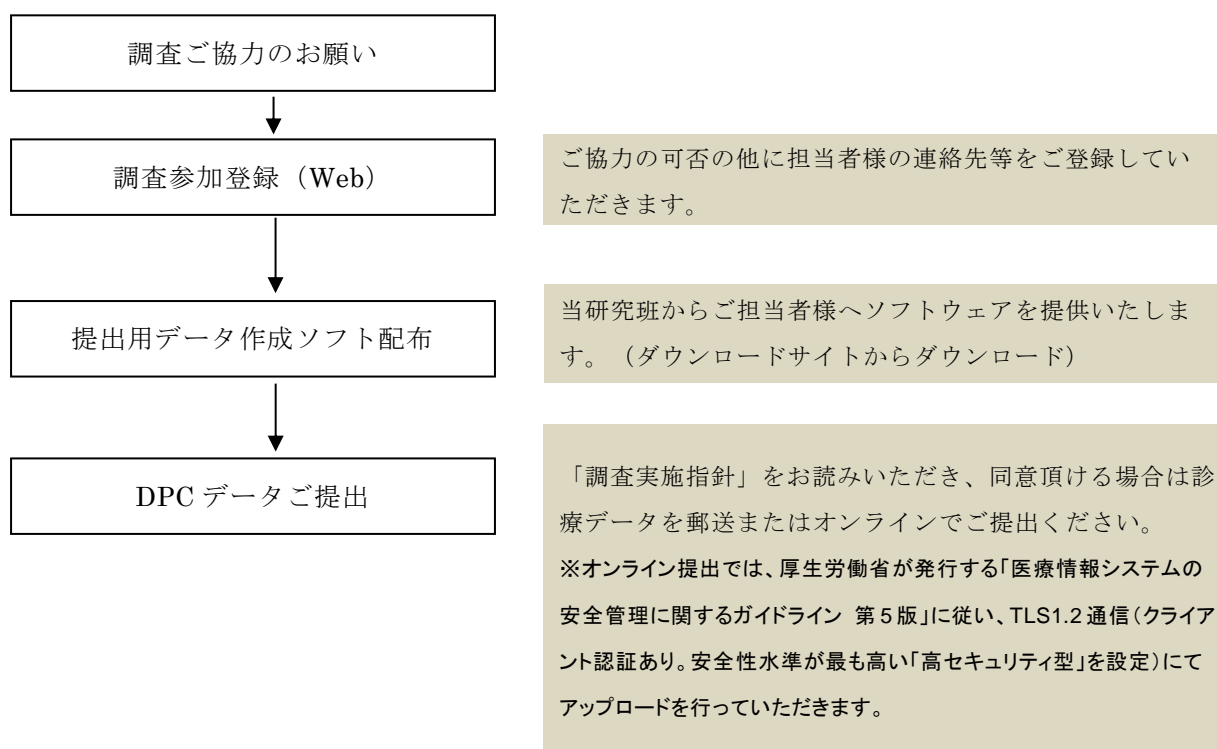 調査ご協力のお願い
調査参加登録（Web）
ご協力の可否の他に担当者様の連絡先等をご登録してい
ただきます。
提出用データ作成ソフト配布
当研究班からご担当者様へソフトウェアを提供いたしま
す。（ダウンロードサイトからダウンロード）
DPC データご提出
「調査実施指針」をお読みいただき、同意頂ける場合は診
療データを郵送またはオンラインでご提出ください。
※オンライン提出では、厚生労働省が発行する「医療情報システムの
安全管理に関するガイドライン 第5版」に従い、TLS1.2通信（クライア
ント認証あり。安全性水準が最も高い「高セキュリティ型」を設定）にて
アップロードを行っていただきます。